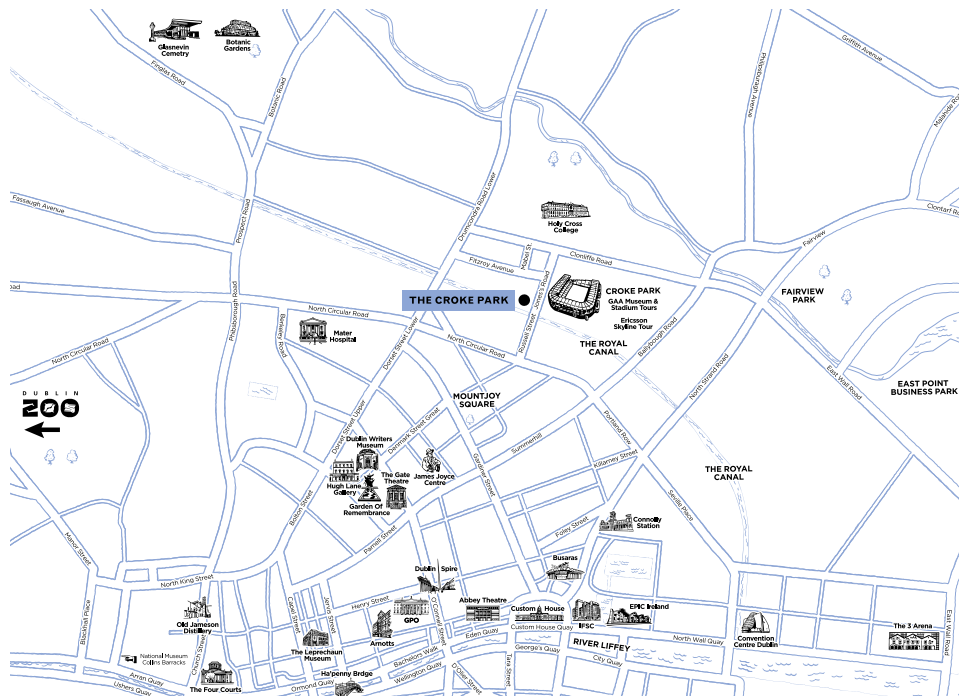 Glasnevin
Cemetry
Botanic
Gardens
Finglas Road
Botanic Road
Griffith Avenue
Philipsburgh Avenue
Malahide Road
Fassaugh Avenue
Prospect Road
Drumcondra Road Lower
Holy Cross
College
Mabel St.
Clonliffe Road
Fitzroy Avenue
Clontarf Rd
Fairview
THE CROKE PARK
Jones's Road
Russell Street
CROKE PARK
GAA Museum &
Stadium Tours
Ericsson
Skyline Tour
FAIRVIEW
PARK
oad
North Circular Road
Mater
Hospital
Phibsborough Road
Berkeley Road
Dorset Street Lower
North Circular Road
THE ROYAL
CANAL
Ballybough Road
North Circular Road
North Strand Road
East Wall Road
EAST POINT
BUSINESS PARK
DUBLIN
ZOO
MOUNTJOY
SQUARE
Dorset Street Upper
Denmark Street Great
Dublin Writers
Museum
Summerhill
Portland Row
Killarney Street
Hugh Lane
Gallery
The Gate
Theatre
James Joyce
Centre
Gardiner Street
THE ROYAL
CANAL
Garden Of
Remembrance
Bolton Street
Parnell Street
Seville Place
Foley Street
Connolly
Station
Manor Street
North King Street
Busaras
Dublin Spire
Blackhall Place
Old Jameson
Distillery
Church Street
Capel Street
Jervis Street
Henry Street
GPO
O'Connell Street
Abbey Theatre
Custom House
IFSC
EPIC Ireland
The Leprechaun
Museum
Arnotts
Eden Quay
Custom House Quay
North Wall Quay
Convention
Centre Dublin
The 3 Arena
East Wall Road
National Museum
Collins Barracks
Bachelors Walk
George's Quay
RIVER LIFFEY
City Quay
Arran Quay
Ushers Quay
The Four Courts
Ormond Quay
Ha'penny Brdge
Wellington Quay
D'Olier Street
Tara Street